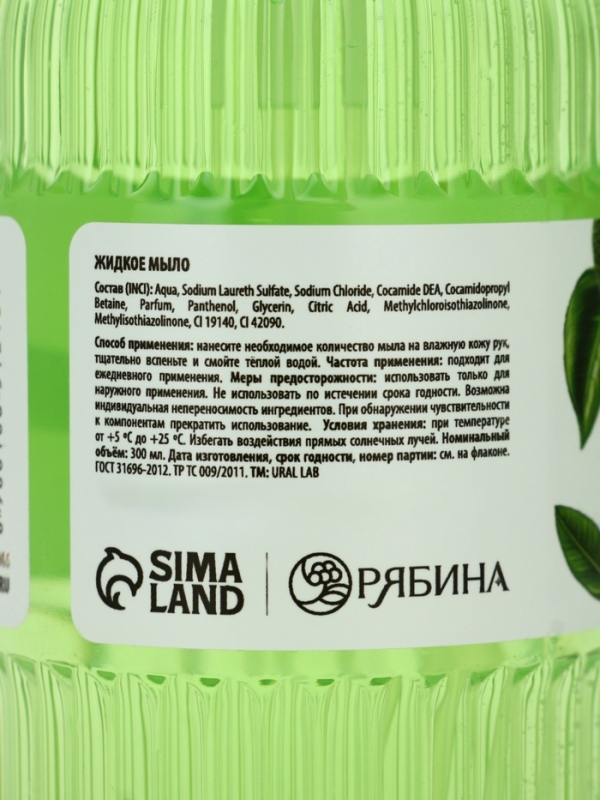 ЖИДКОЕ МЫЛО
Состав (INCI): Aqua, Sodium Laureth Sulfate, Sodium Chloride, Cocamide DEA, Cocamidopropyl
Betaine, Parfum, Panthenol, Glycerin, Citric Acid, Methylchloroisothiazolinone,
Methylisothiazolinone, CI 19140, CI 42090.
Способ применения: нанесите необходимое количество мыла на влажную кожу рук,
тщательно вспеньте и смойте тёплой водой. Частота применения: подходит для
ежедневного применения. Меры предосторожности: использовать только для
наружного применения. Не использовать по истечении срока годности. Возможна
индивидуальная непереносимость ингредиентов. При обнаружении чувствительности
к компонентам прекратить использование. Условия хранения: при температуре
от +5 ºС до +25 ºС. Избегать воздействия прямых солнечных лучей. Номинальный
объём: 300 мл. Дата изготовления, срок годности, номер партии: см. на флаконе.
ГОСТ 31696-2012. ТР ТС 009/2011. ТМ: URAL LAB
SIMA
LAND
РЯБИНА